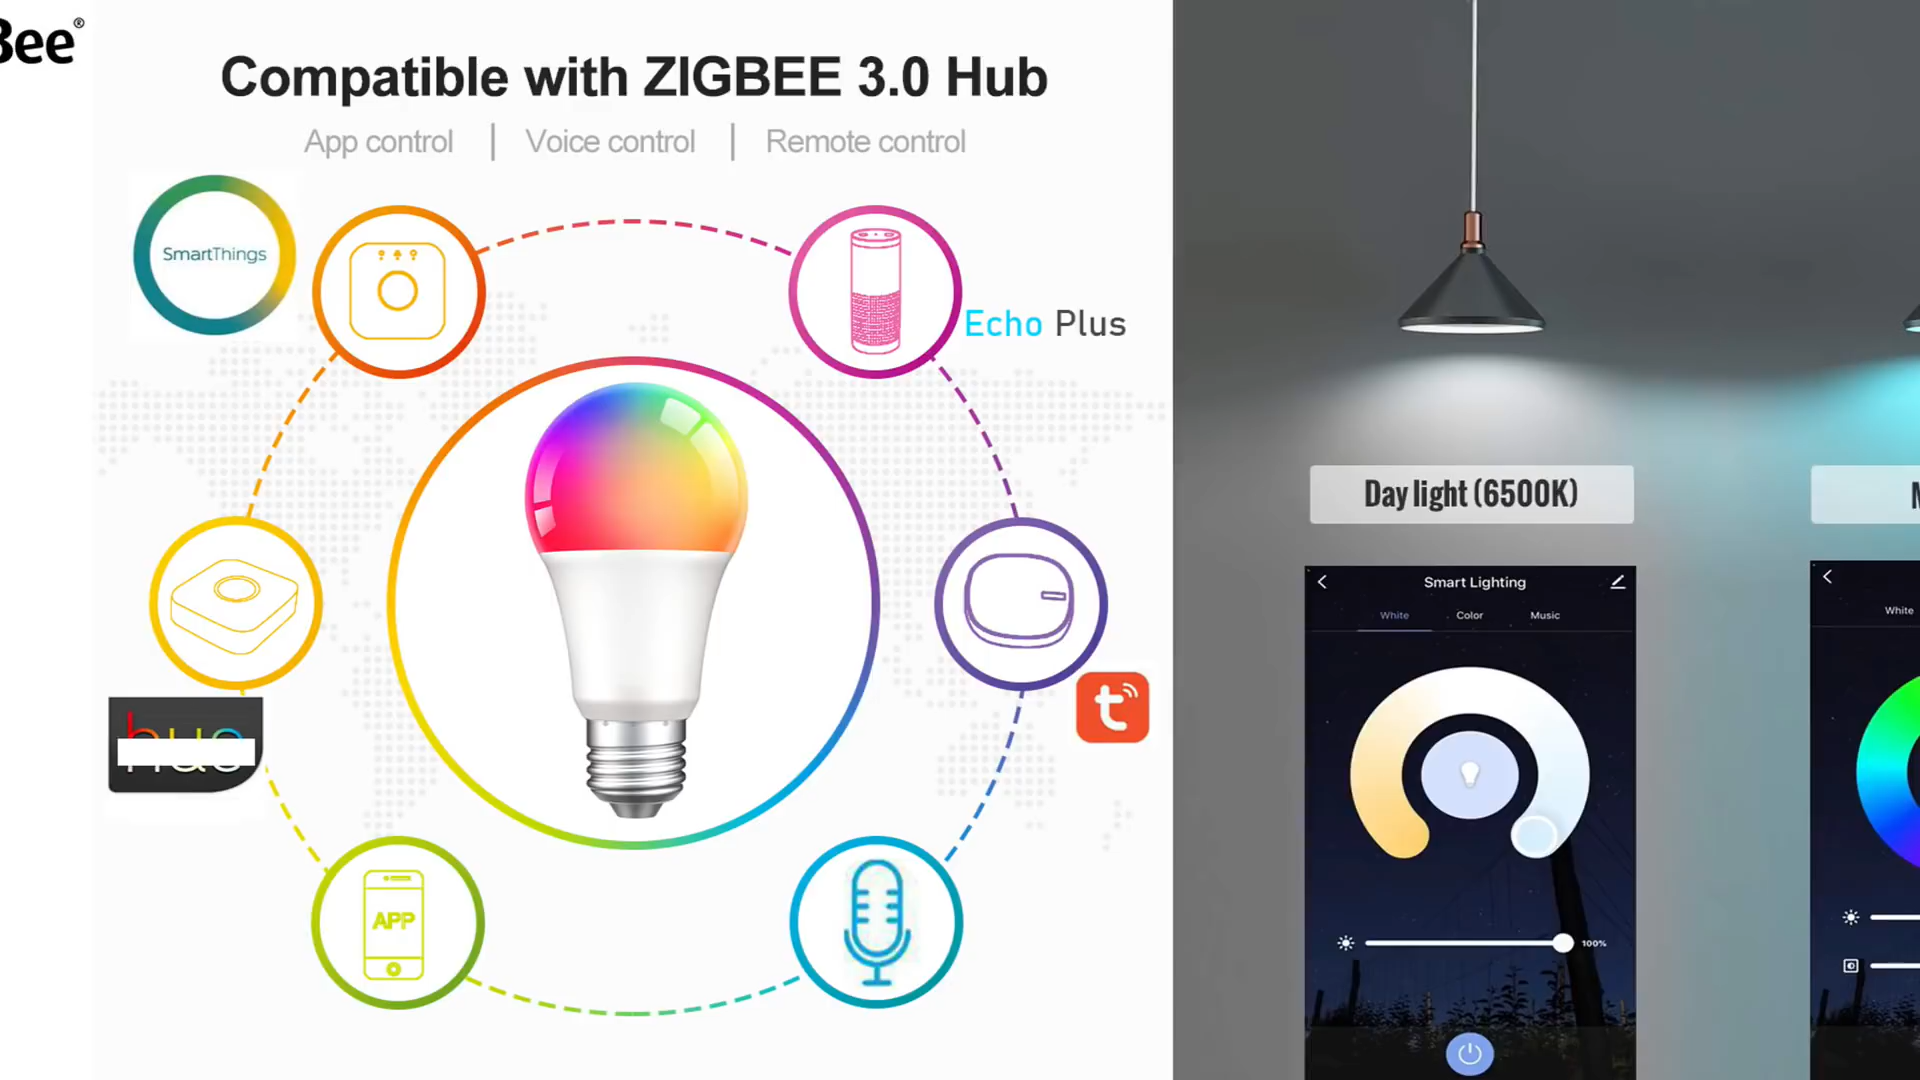 Bee®
Compatible with ZIGBEE 3.0 Hub
App control | Voice control | Remote control
SmartThings
Echo Plus
hue
t
APP
Day light (6500K)
Smart Lighting
White Color Music
100%
White